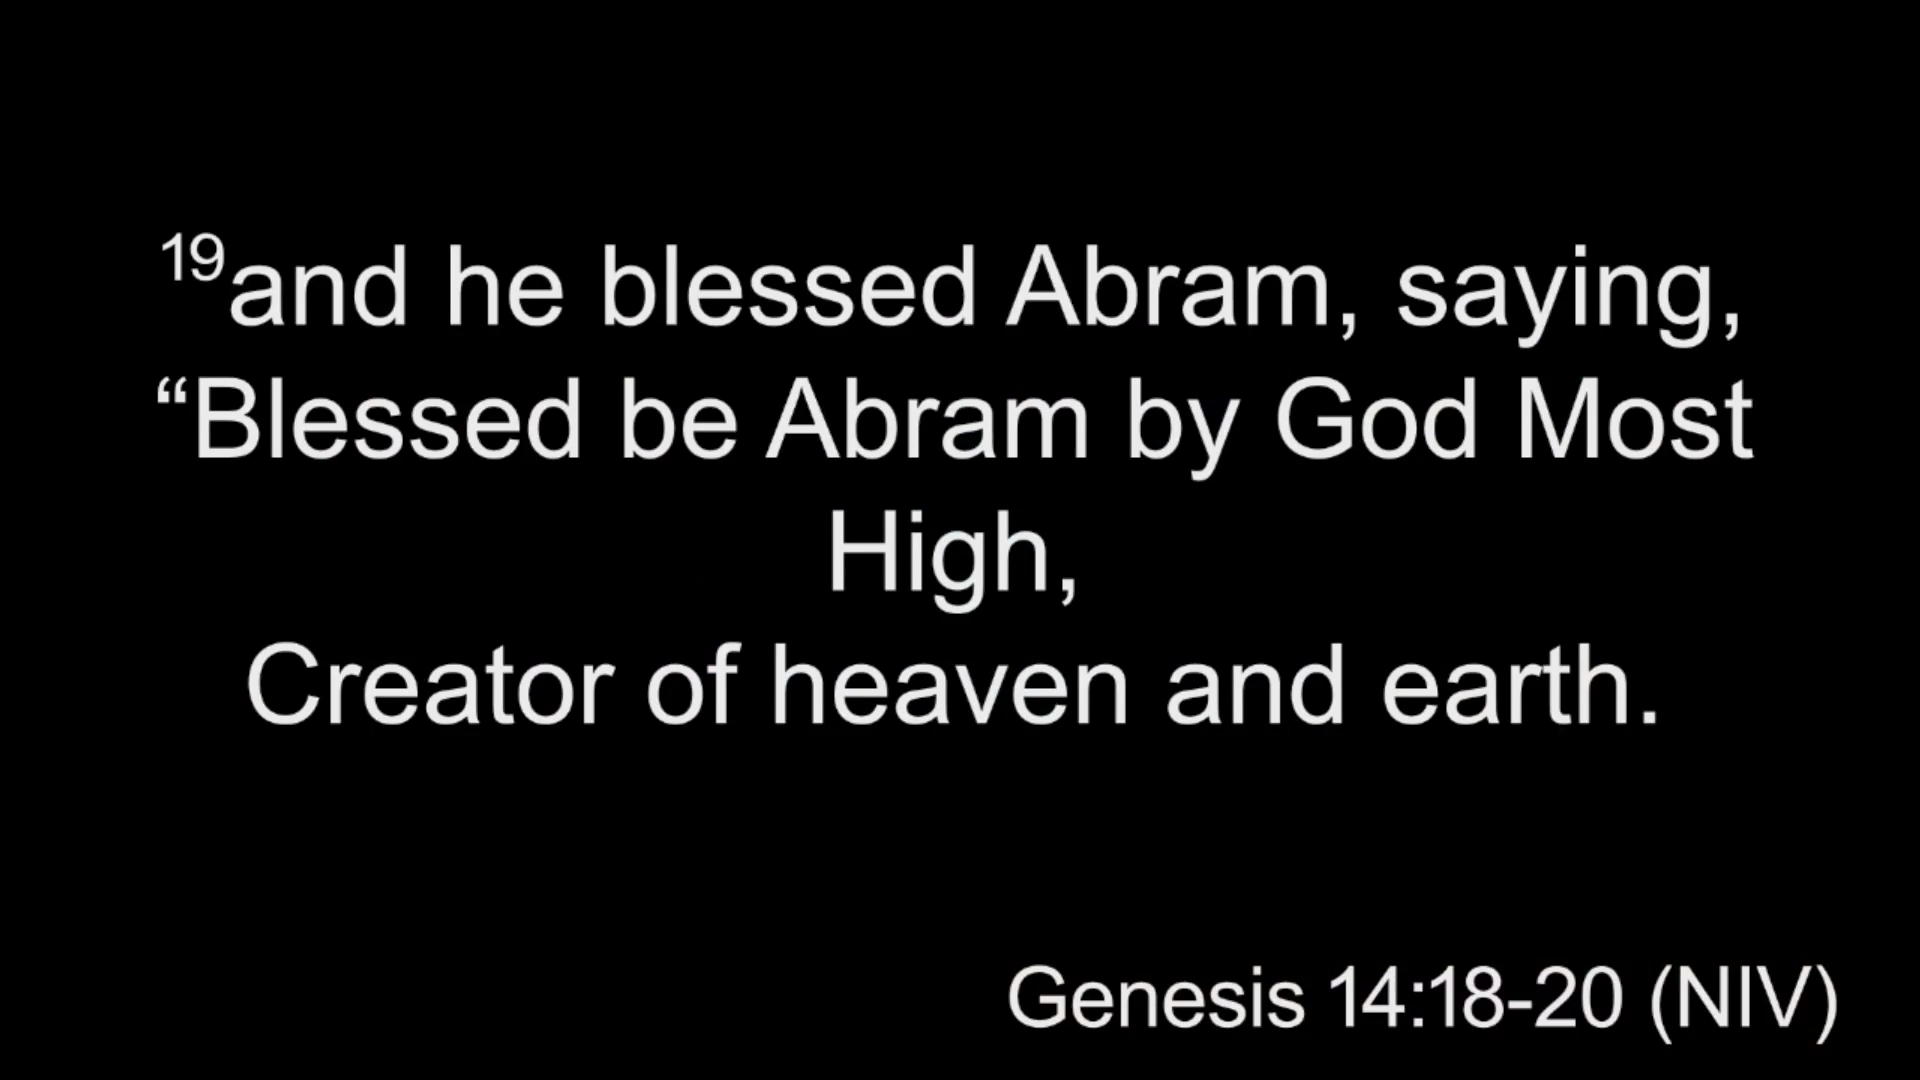 19and he blessed Abram, saying,
“Blessed be Abram by God Most
High,
Creator of heaven and earth.
Genesis 14:18-20 (NIV)